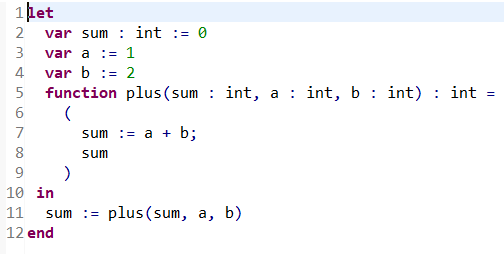 1 let
2 var sum : int := 0
3 var a := 1
4 var b := 2
5 function plus(sum : int, a : int, b : int) : int =
6 (
7 sum := a + b;
8 sum
9 )
10 in
11 sum := plus(sum, a, b)
12 end